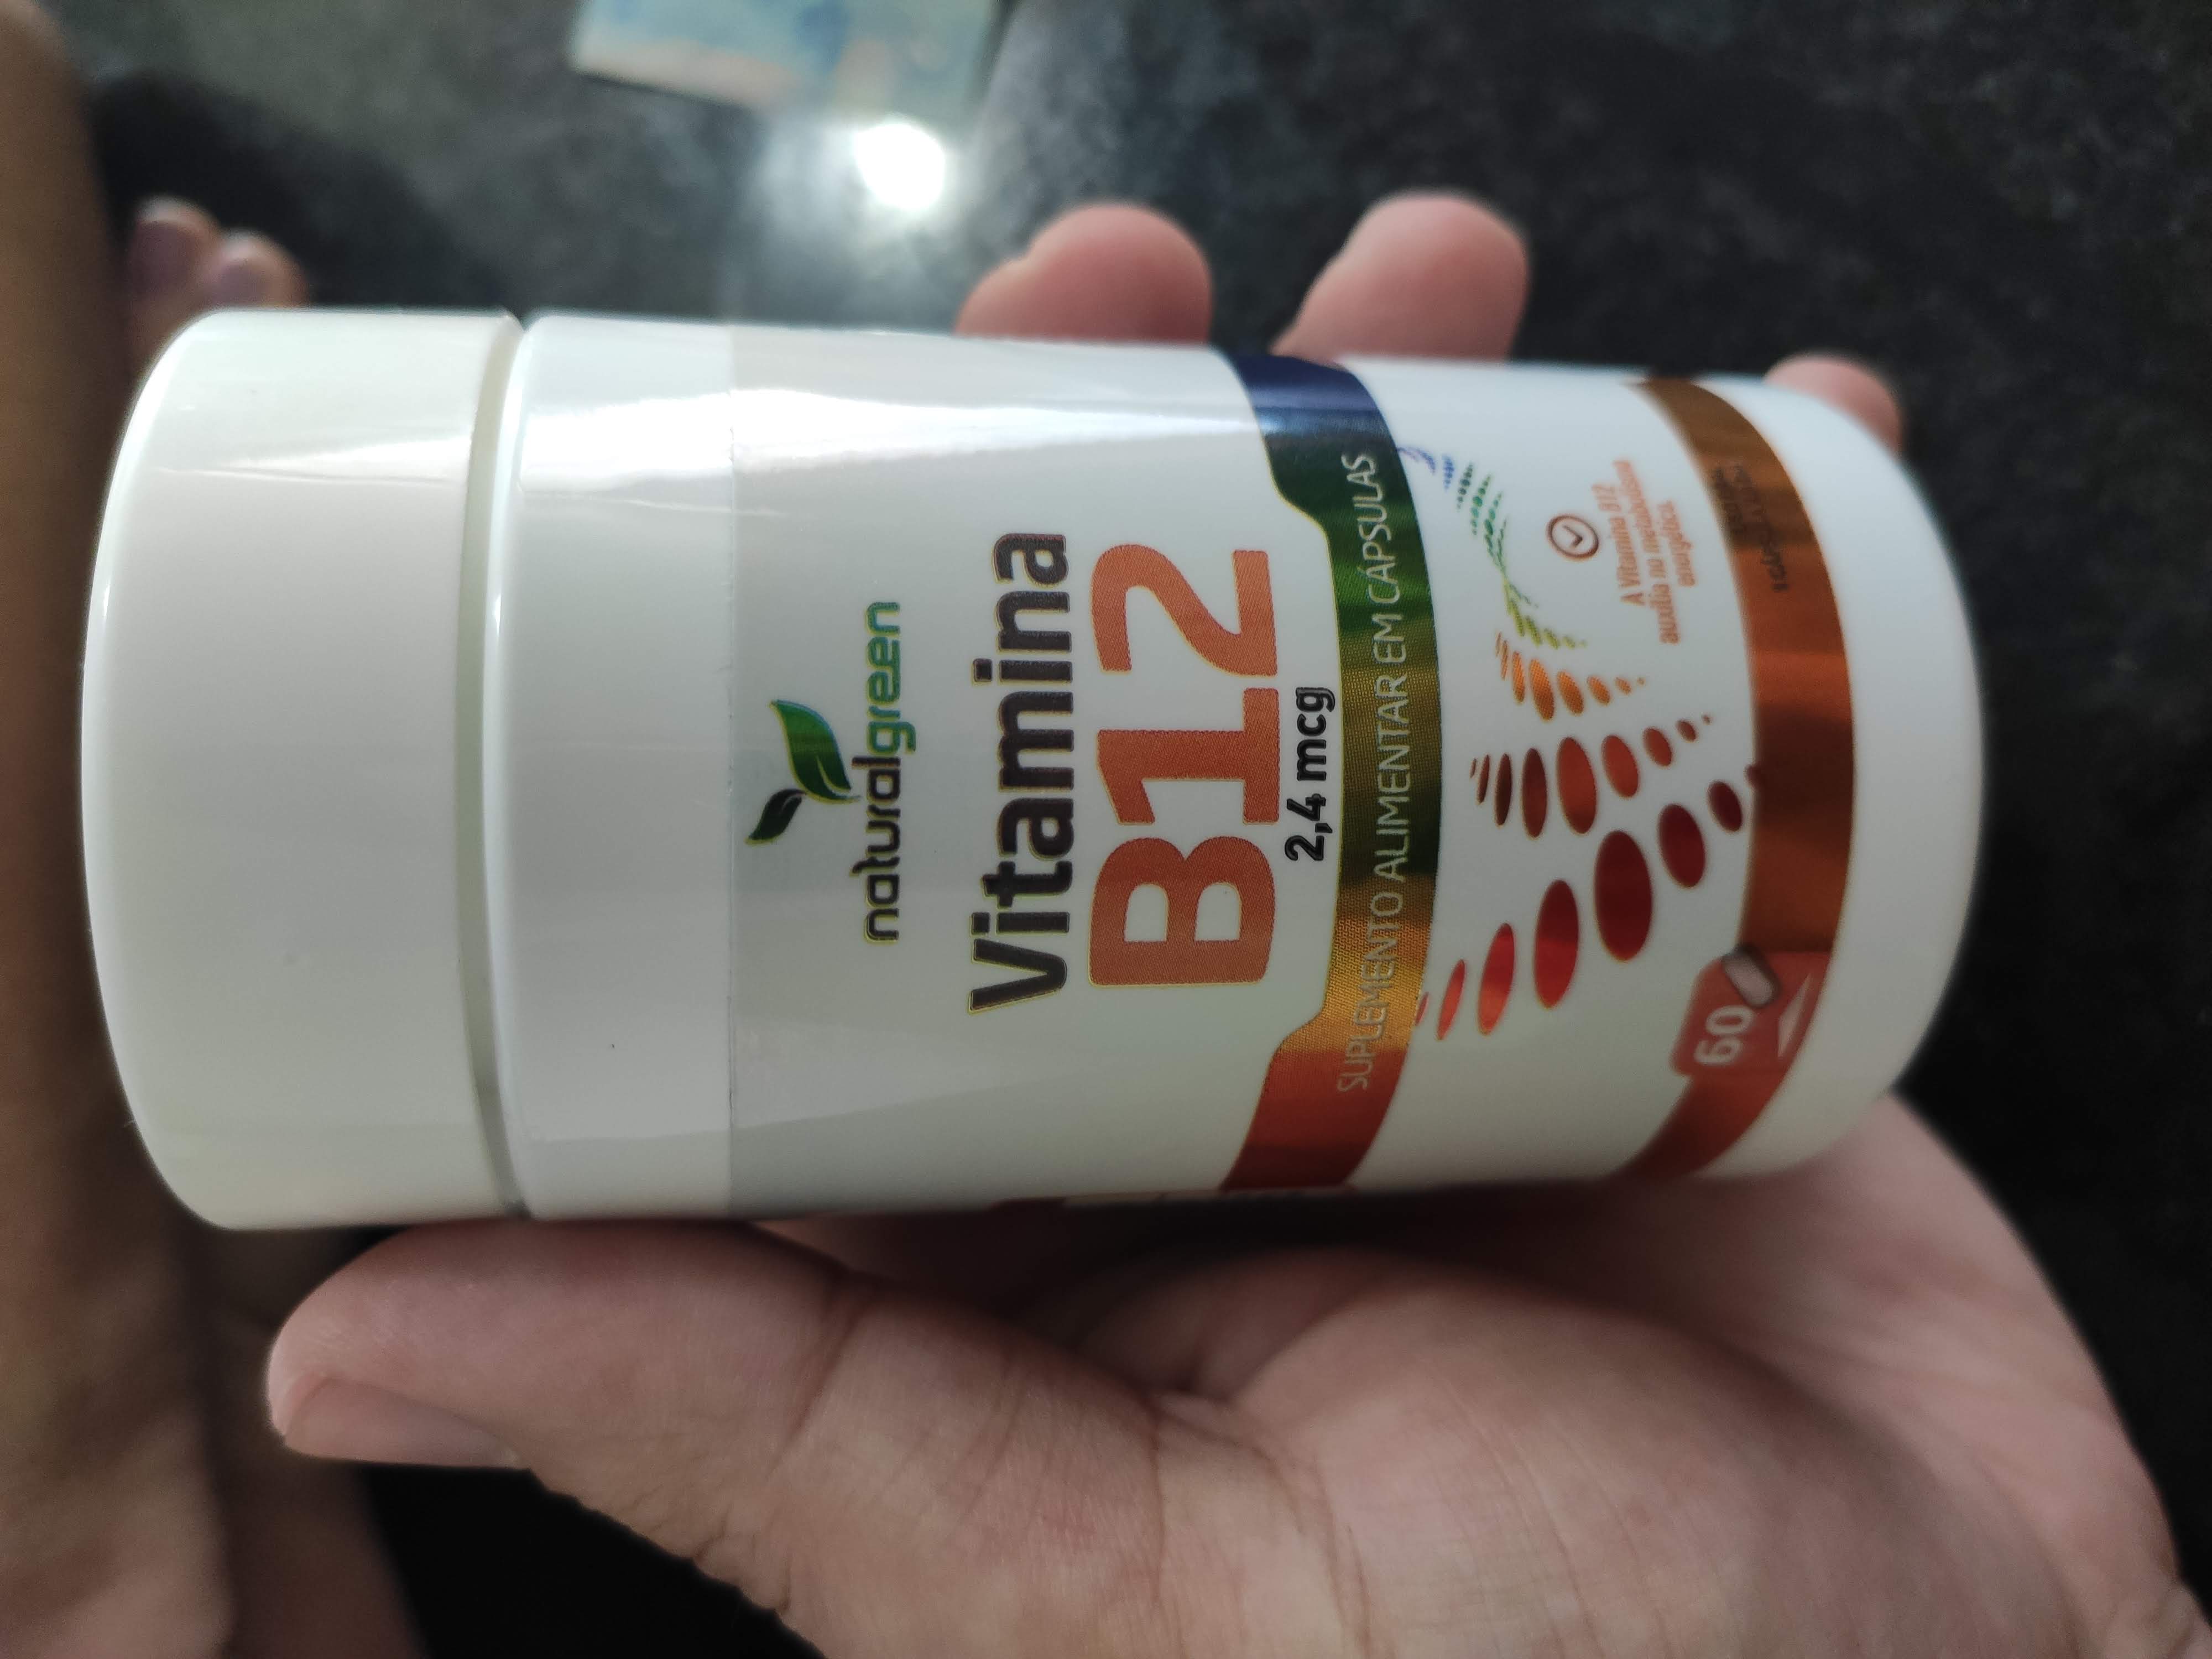 naturalgreen
Vitamina
B12
2,4 mcg
SUPLEMENTO ALIMENTAR EM CÁPSULAS
A Vitamina B12
auxilia no metabolismo
energético.
60